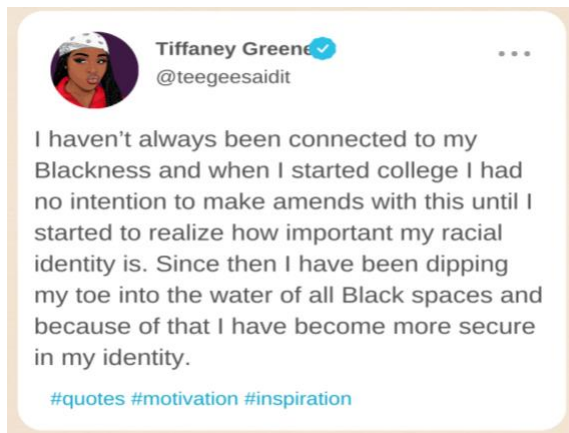 Tiffaney Greene
@teegeesaidit
I haven't always been connected to my
Blackness and when I started college I had
no intention to make amends with this until I
started to realize how important my racial
identity is. Since then I have been dipping
my toe into the water of all Black spaces and
because of that I have become more secure
in my identity.
#quotes #motivation #inspiration